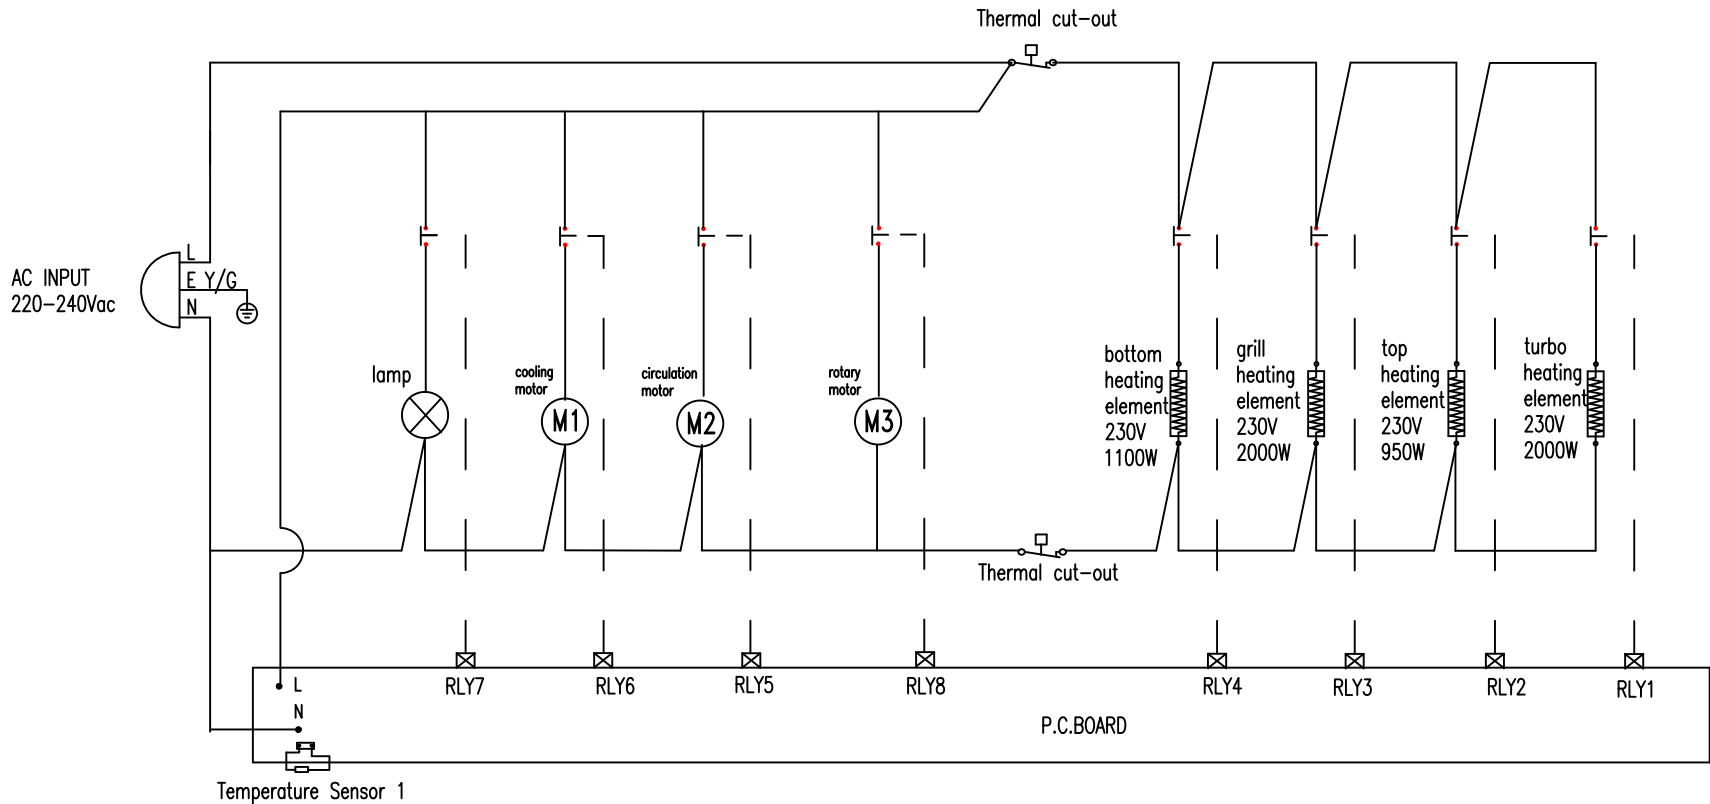 Thermal cut-out
L
AC INPUT
E Y/G
220-240Vac
N
lamp
cooling
motor
circulation
motor
rotary
motor
M1
M2
M3
bottom
heating
element
230V
1100W
grill
heating
element
230V
2000W
top
heating
element
230V
950W
turbo
heating
element
230V
2000W
Thermal cut-out
L
RLY7
RLY6
RLY5
RLY8
RLY4
RLY3
RLY2
RLY1
N
P.C.BOARD
Temperature Sensor 1